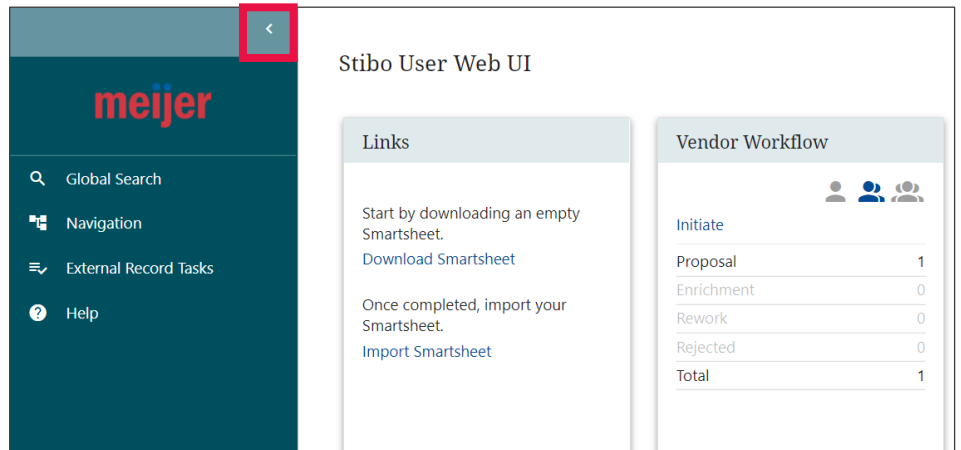 Stibo User Web UI
meijer
Global Search
Navigation
External Record Tasks
Help
Links
Start by downloading an empty
Smartsheet.
Download Smartsheet
Once completed, import your
Smartsheet.
Import Smartsheet
Vendor Workflow
Initiate
Proposal 1
Enrichment 0
Rework 0
Rejected 0
Total 1